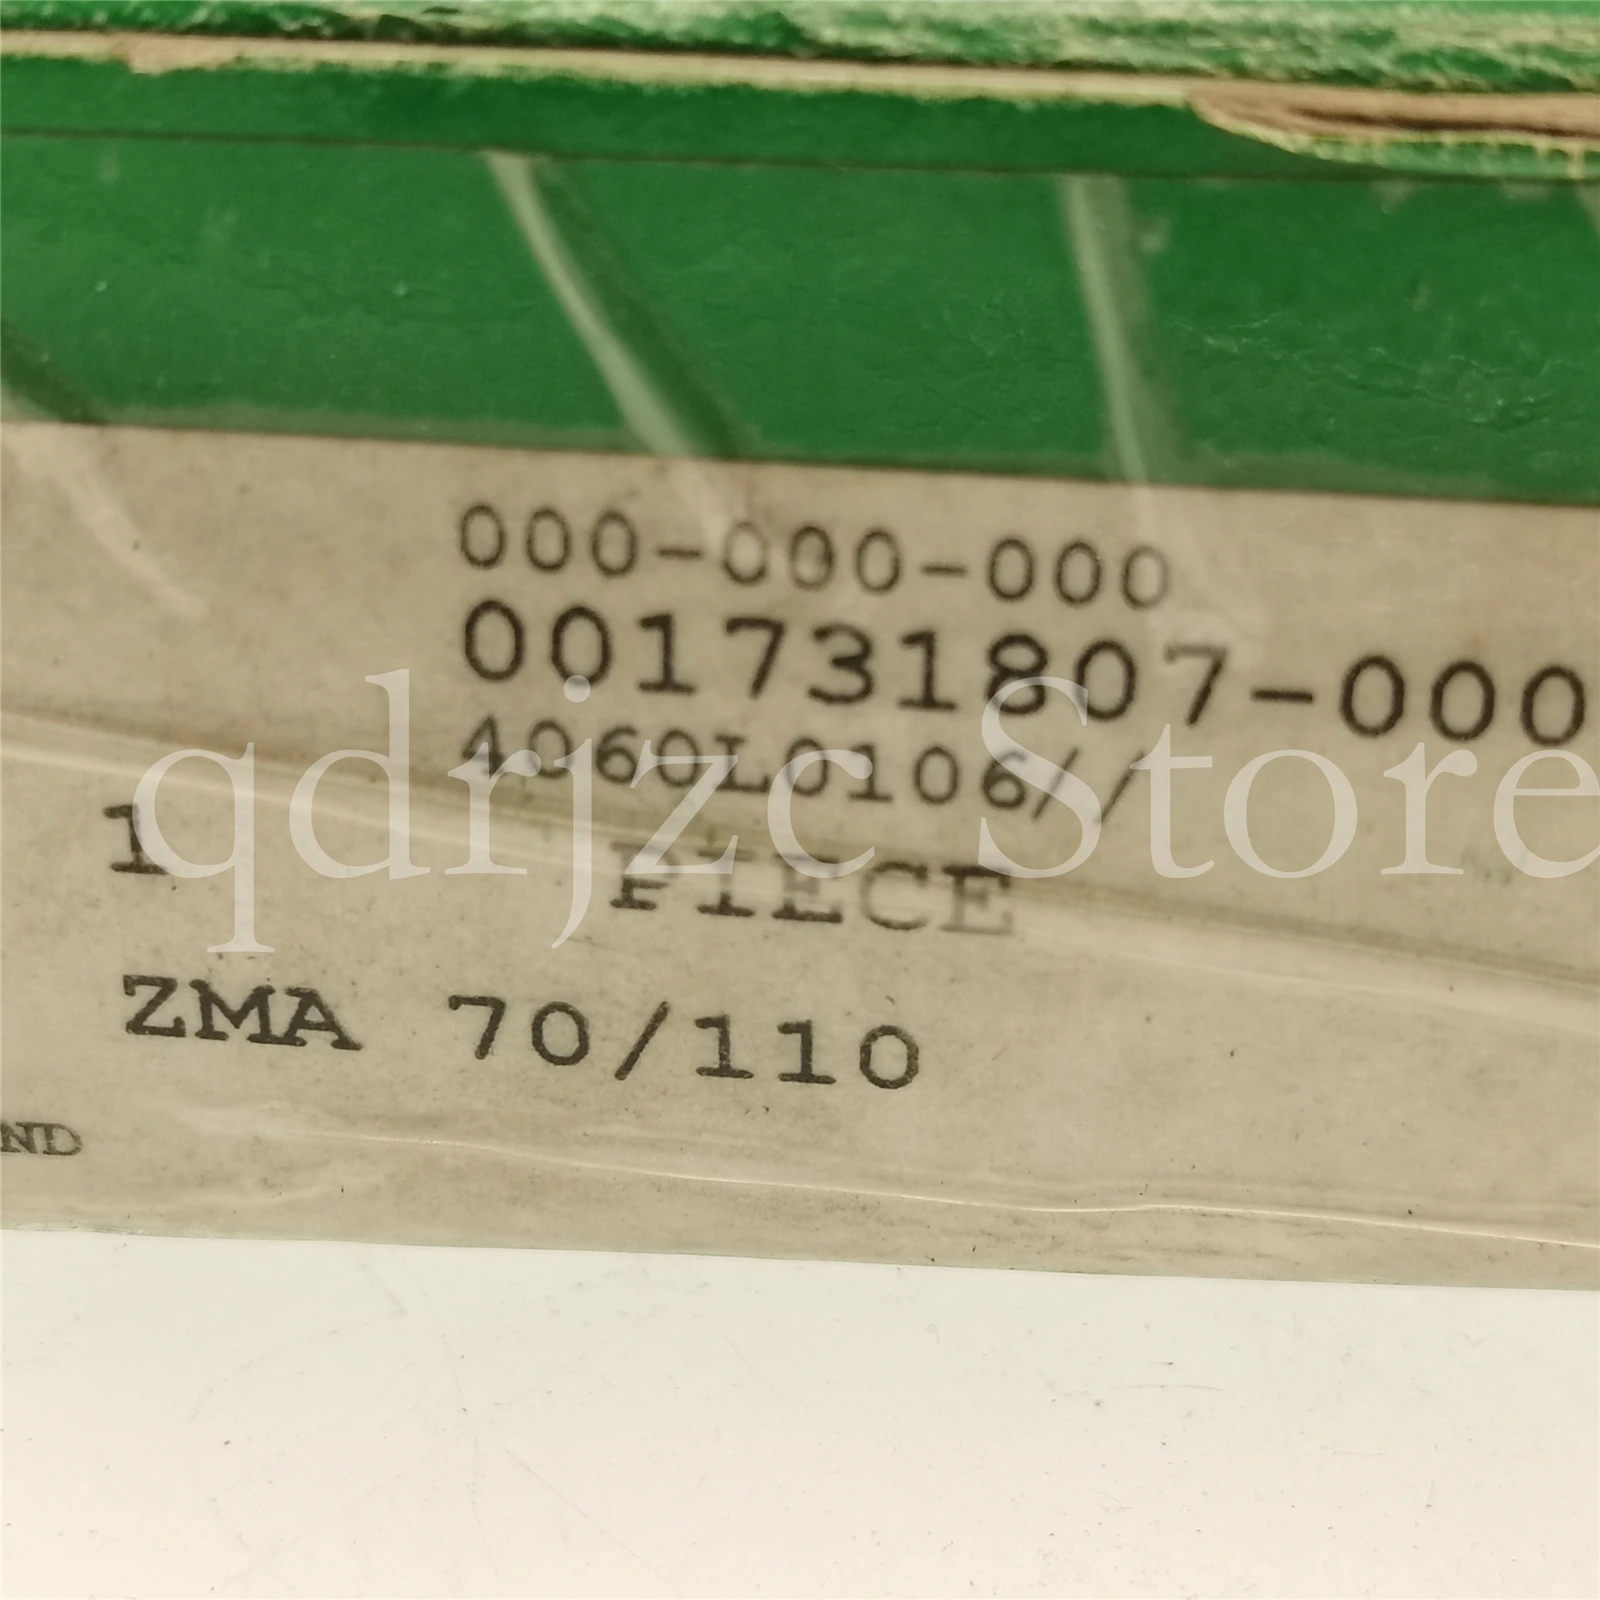 000-000-000
001731807-000
4060L0106//
qdrjzc Store
1 PIECE
ZMA 70/110
ND